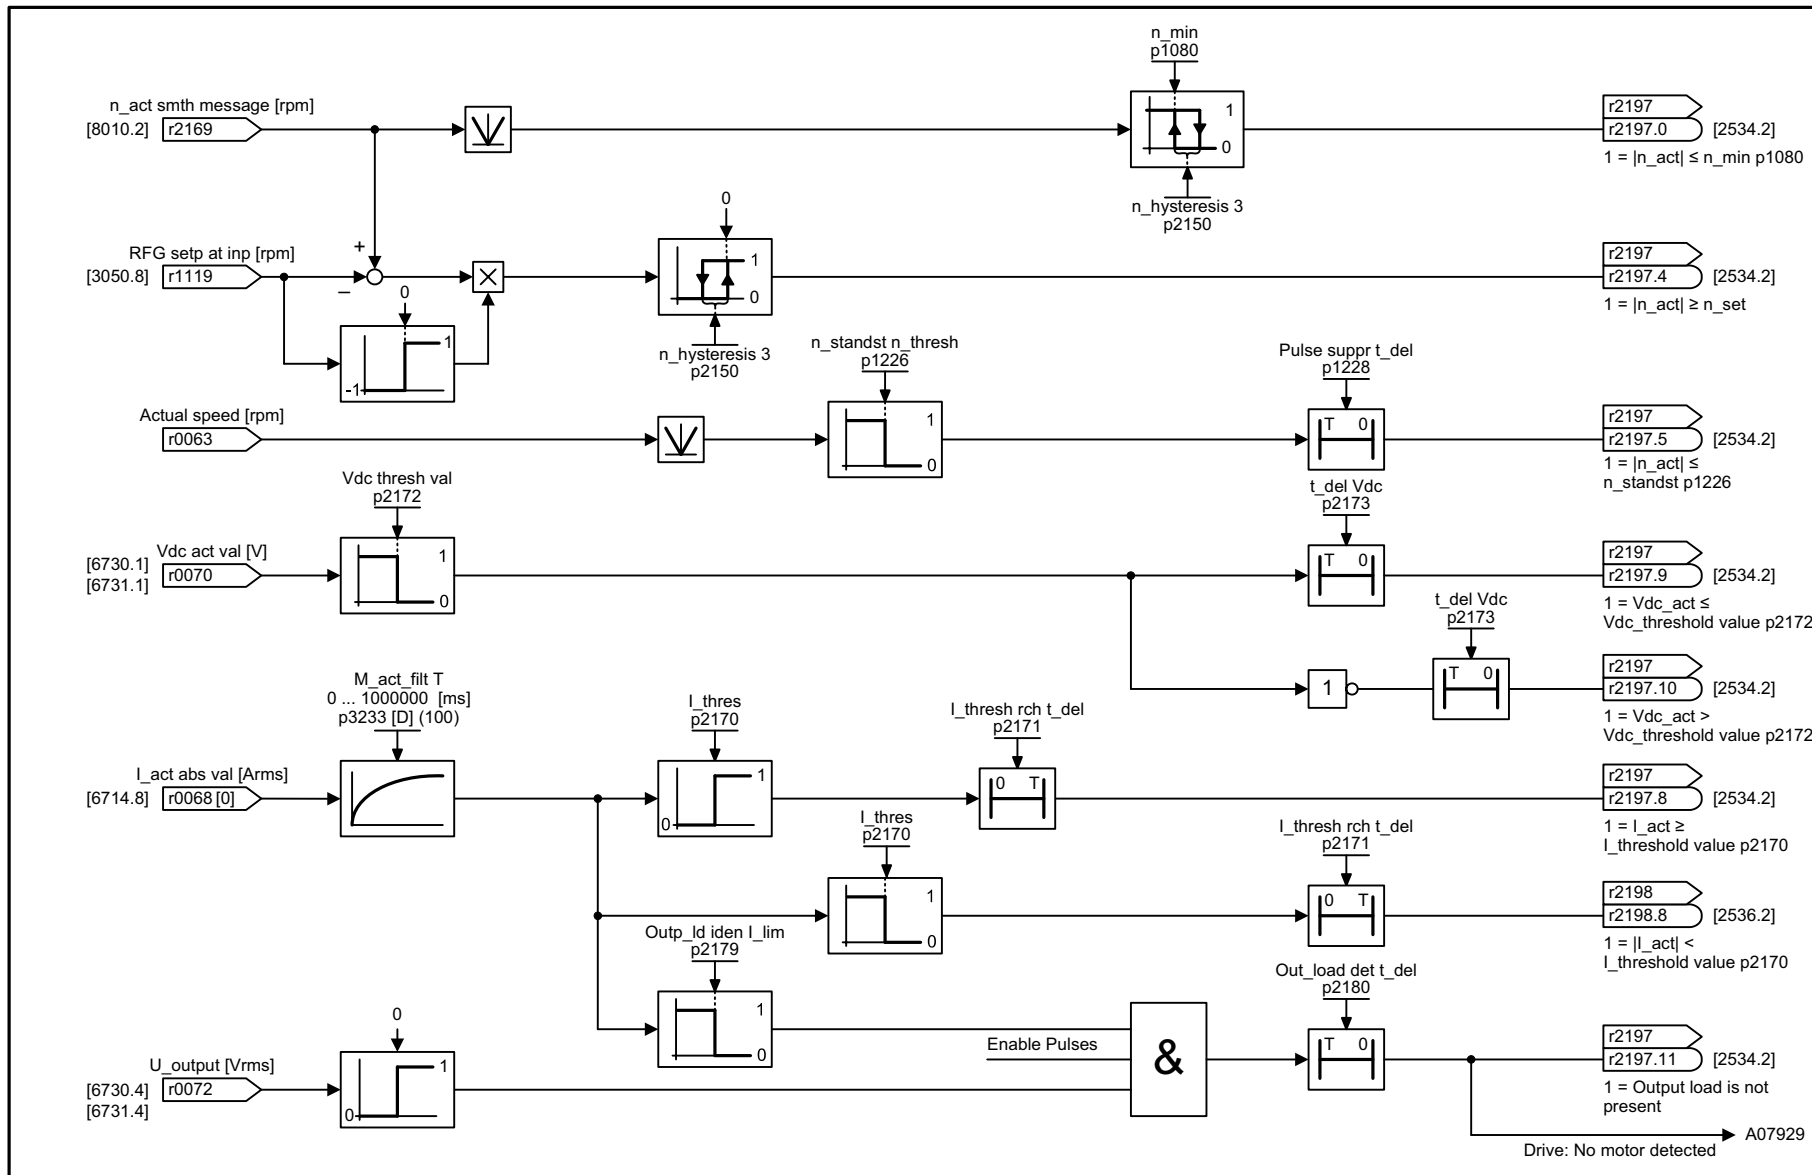 n_min
p1080
n_act smth message [rpm]
[8010.2] r2169
1
0
r2197
r2197.0 [2534.2]
1 = |n_act| ≤ n_min p1080
n_hysteresis 3
p2150
0
+
RFG setp at inp [rpm]
[3050.8] r1119
–
1
0
r2197
r2197.4 [2534.2]
1 = |n_act| ≥ n_set
0
1
-1
n_hysteresis 3
p2150
n_standst n_thresh
p1226
Pulse suppr t_del
p1228
Actual speed [rpm]
r0063
1
0
T 0
r2197
r2197.5 [2534.2]
1 = |n_act| ≤
n_standst p1226
Vdc thresh val
p2172
t_del Vdc
p2173
Vdc act val [V]
[6730.1]
[6731.1]
r0070
1
0
T 0
r2197
r2197.9 [2534.2]
1 = Vdc_act ≤
Vdc_threshold value p2172
t_del Vdc
p2173
1
T 0
r2197
r2197.10 [2534.2]
1 = Vdc_act >
Vdc_threshold value p2172
M_act_filt T
0 ... 1000000 [ms]
p3233 [D] (100)
I_thres
p2170
I_thresh rch t_del
p2171
I_act abs val [Arms]
[6714.8] r0068 [0]
1
0
0 T
r2197
r2197.8 [2534.2]
1 = I_act ≥
I_threshold value p2170
I_thres
p2170
I_thresh rch t_del
p2171
1
0
0 T
r2198
r2198.8 [2536.2]
1 = |I_act| <
I_threshold value p2170
Outp_ld iden I_lim
p2179
Out_load det t_del
p2180
1
0
Enable Pulses
&
T 0
r2197
r2197.11 [2534.2]
1 = Output load is not
present
0
U_output [Vrms]
[6730.4]
[6731.4]
r0072
1
0
A07929
Drive: No motor detected